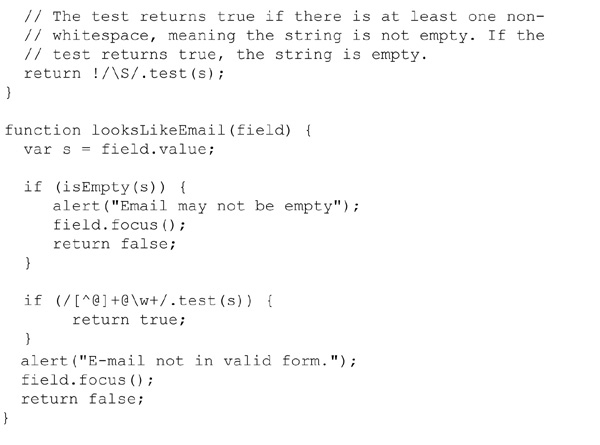 // The test returns true if there is at least one non-
// whitespace, meaning the string is not empty. If the
// test returns true, the string is empty.
return !/\S/.test(s);
}
function looksLikeEmail(field) {
var s = field.value;
if (isEmpty(s)) {
alert("Email may not be empty");
field.focus();
return false;
}
if (/[^@]+@\w+/.test(s)) {
return true;
}
alert("E-mail not in valid form.");
field.focus();
return false;
}